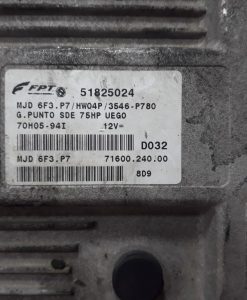 FPT 51825024
MJD 6F3.P7/HW04P/3546-P780
G.PUNTO SDE 75HP UEGO
70H05-94I 12V=
D032
MJD 6F3.P7 71600.240.00
8D9